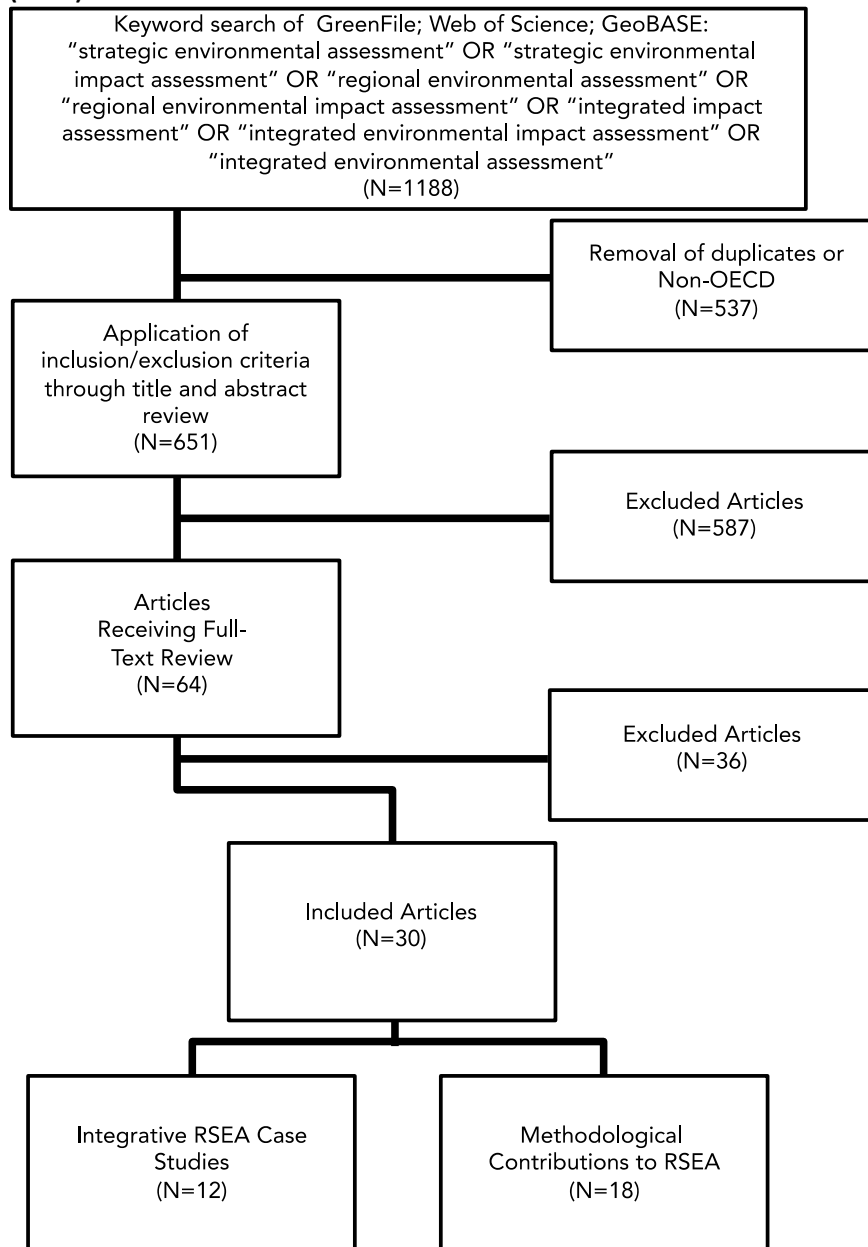 Keyword search of GreenFile; Web of Science; GeoBASE:
“strategic environmental assessment” OR “strategic environmental
impact assessment” OR “regional environmental assessment” OR
“regional environmental impact assessment” OR “integrated impact
assessment” OR “integrated environmental impact assessment” OR
“integrated environmental assessment”
(N=1188)
Removal of duplicates or
Non-OECD
(N=537)
Application of
inclusion/exclusion criteria
through title and abstract
review
(N=651)
Excluded Articles
(N=587)
Articles
Receiving Full-
Text Review
(N=64)
Excluded Articles
(N=36)
Included Articles
(N=30)
Integrative RSEA Case
Studies
(N=12)
Methodological
Contributions to RSEA
(N=18)